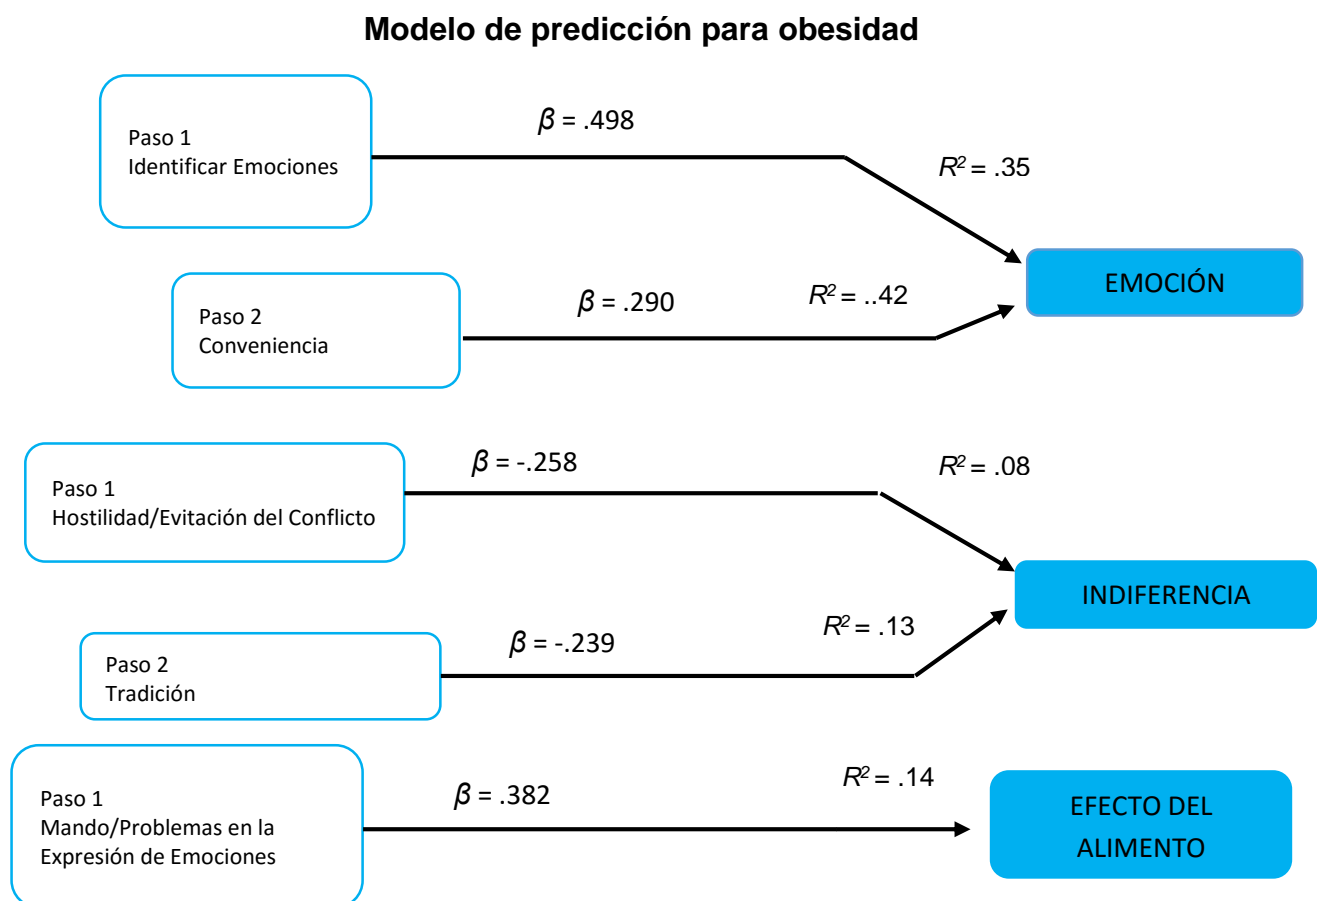 Modelo de predicción para obesidad
Paso 1
Identificar Emociones
β = .498
R² = .35
EMOCIÓN
Paso 2
Conveniencia
β = .290
R² = ..42
Paso 1
Hostilidad/Evitación del Conflicto
β = -.258
R² = .08
INDIFERENCIA
Paso 2
Tradición
β = -.239
R² = .13
Paso 1
Mando/Problemas en la
Expresión de Emociones
β = .382
R² = .14
EFECTO DEL
ALIMENTO